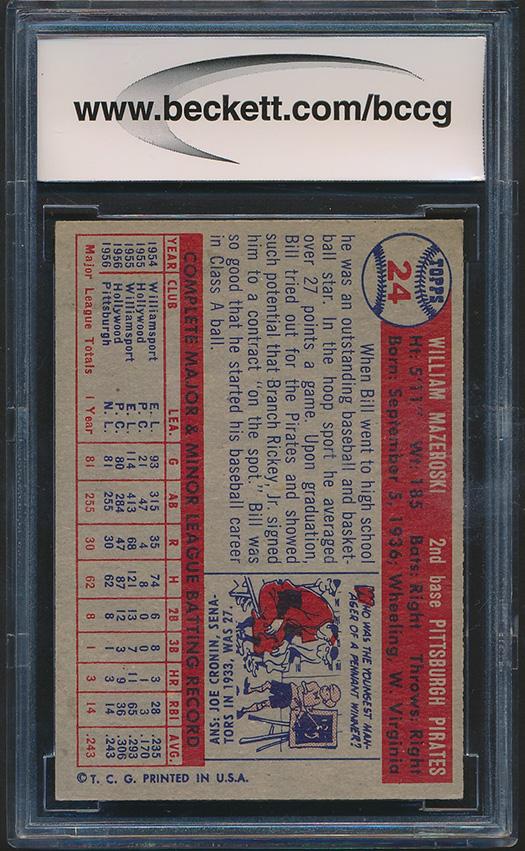 www.beckett.com/bccg
TOPPS
24
WILLIAM MAZEROSKI 2nd base PITTSBURGH PIRATES
Ht: 5'11" Wt: 185 Bats: Right Throws: Right
Born: September 5, 1936; Wheeling, W. Virginia
When Bill went to high school
he was an outstanding baseball and basket-
ball star. In the hoop sport he averaged
over 27 points a game. Upon graduation,
Bill tried out for the Pirates and showed
such potential that Branch Rickey, Jr. signed
him to a contract "on the spot." Bill was
so good that he started his baseball career
in Class A ball.
WHO WAS THE YOUNGEST MAN-
AGER OF A PENNANT WINNER?
ANS: JOE CRONIN, SENA-
TORS IN 1933, WAS 27.
COMPLETE MAJOR & MINOR LEAGUE BATTING RECORD
YEAR CLUB LEA. G AB R H 2B 3B HR RBI AVG.
1954 Williamsport E. L. 93 315 35 74 6 0 3 28 .235
1955 Hollywood P. C. 21 47 4 8 0 1 1 3 .170
1955 Williamsport E. L. 114 413 68 121 13 8 11 65 .293
1956 Hollywood P. C. 80 284 47 87 12 3 9 36 .306
1956 Pittsburgh N. L. 81 255 30 62 8 1 3 14 .243
Major League Totals 1 Year 81 255 30 62 8 1 3 14 .243
© T. C. G. PRINTED IN U.S.A.